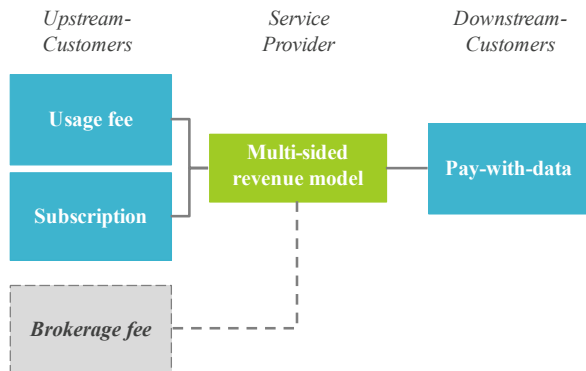 Upstream-
Customers
Service
Provider
Downstream-
Customers
Usage fee
Subscription
Multi-sided
revenue model
Pay-with-data
Brokerage fee